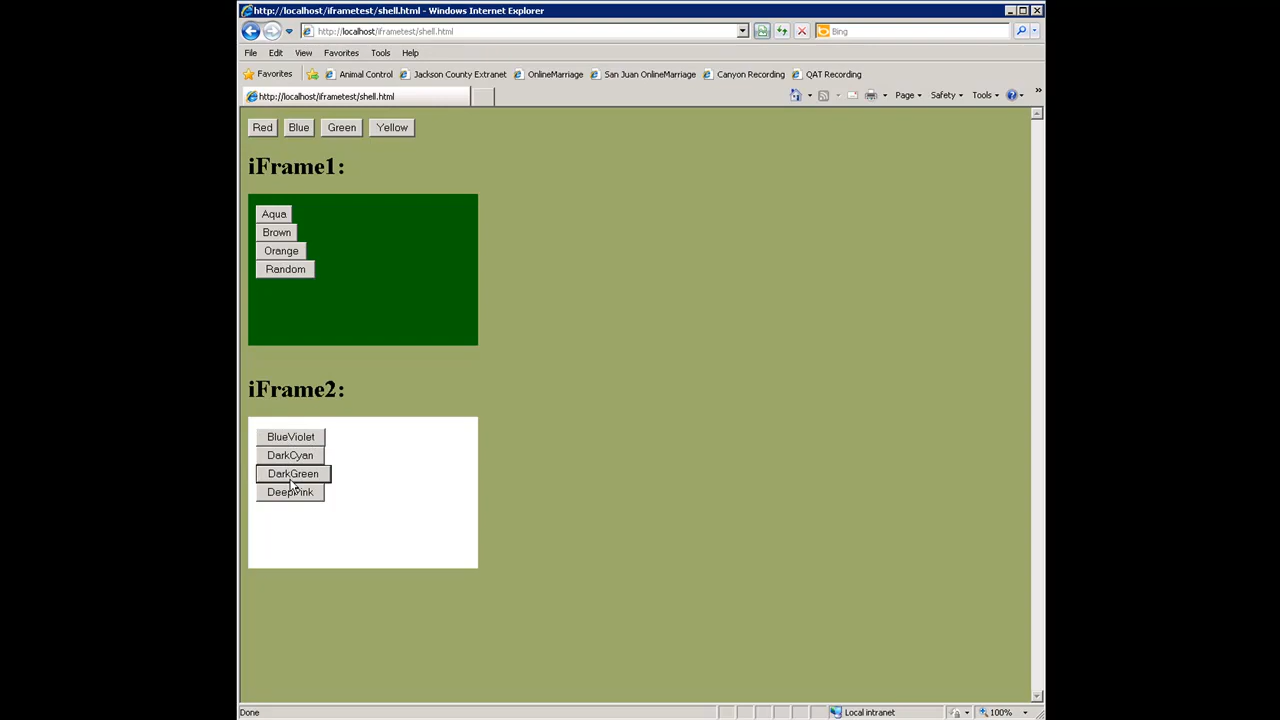 http://localhost/iframetest/shell.html - Windows Internet Explorer
http://localhost/iframetest/shell.html
Bing
File Edit View Favorites Tools Help
Favorites Animal Control Jackson County Extranet OnlineMarriage San Juan OnlineMarriage Canyon Recording QAT Recording
http://localhost/iframetest/shell.html
Page Safety Tools
Red Blue Green Yellow
iFrame1:
Aqua
Brown
Orange
Random
iFrame2:
BlueViolet
DarkCyan
DarkGreen
DeepPink
Done Local intranet 100%